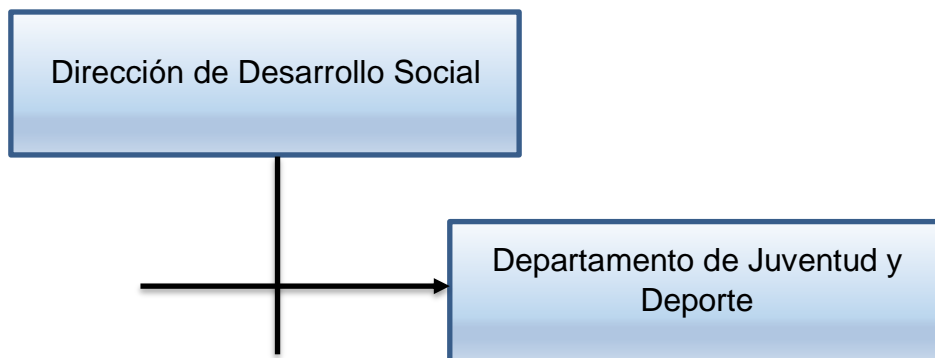 Dirección de Desarrollo Social
Departamento de Juventud y
Deporte